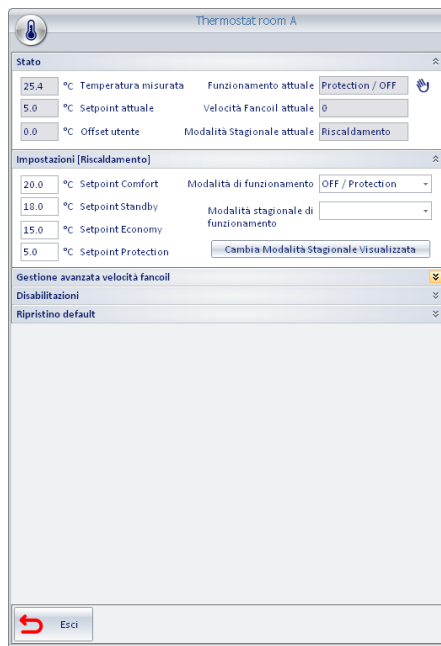 Thermostat room A
Stato
25.4 °C Temperatura misurata Funzionamento attuale Protection / OFF
5.0 °C Setpoint attuale Velocità Fancoil attuale 0
0.0 °C Offset utente Modalità Stagionale attuale Riscaldamento
Impostazioni [Riscaldamento]
20.0 °C Setpoint Comfort Modalità di funzionamento OFF / Protection
18.0 °C Setpoint Standby Modalità stagionale di
funzionamento
15.0 °C Setpoint Economy
5.0 °C Setpoint Protection Cambia Modalità Stagionale Visualizzata
Gestione avanzata velocità fancoil
Disabilitazioni
Ripristino default
Esci